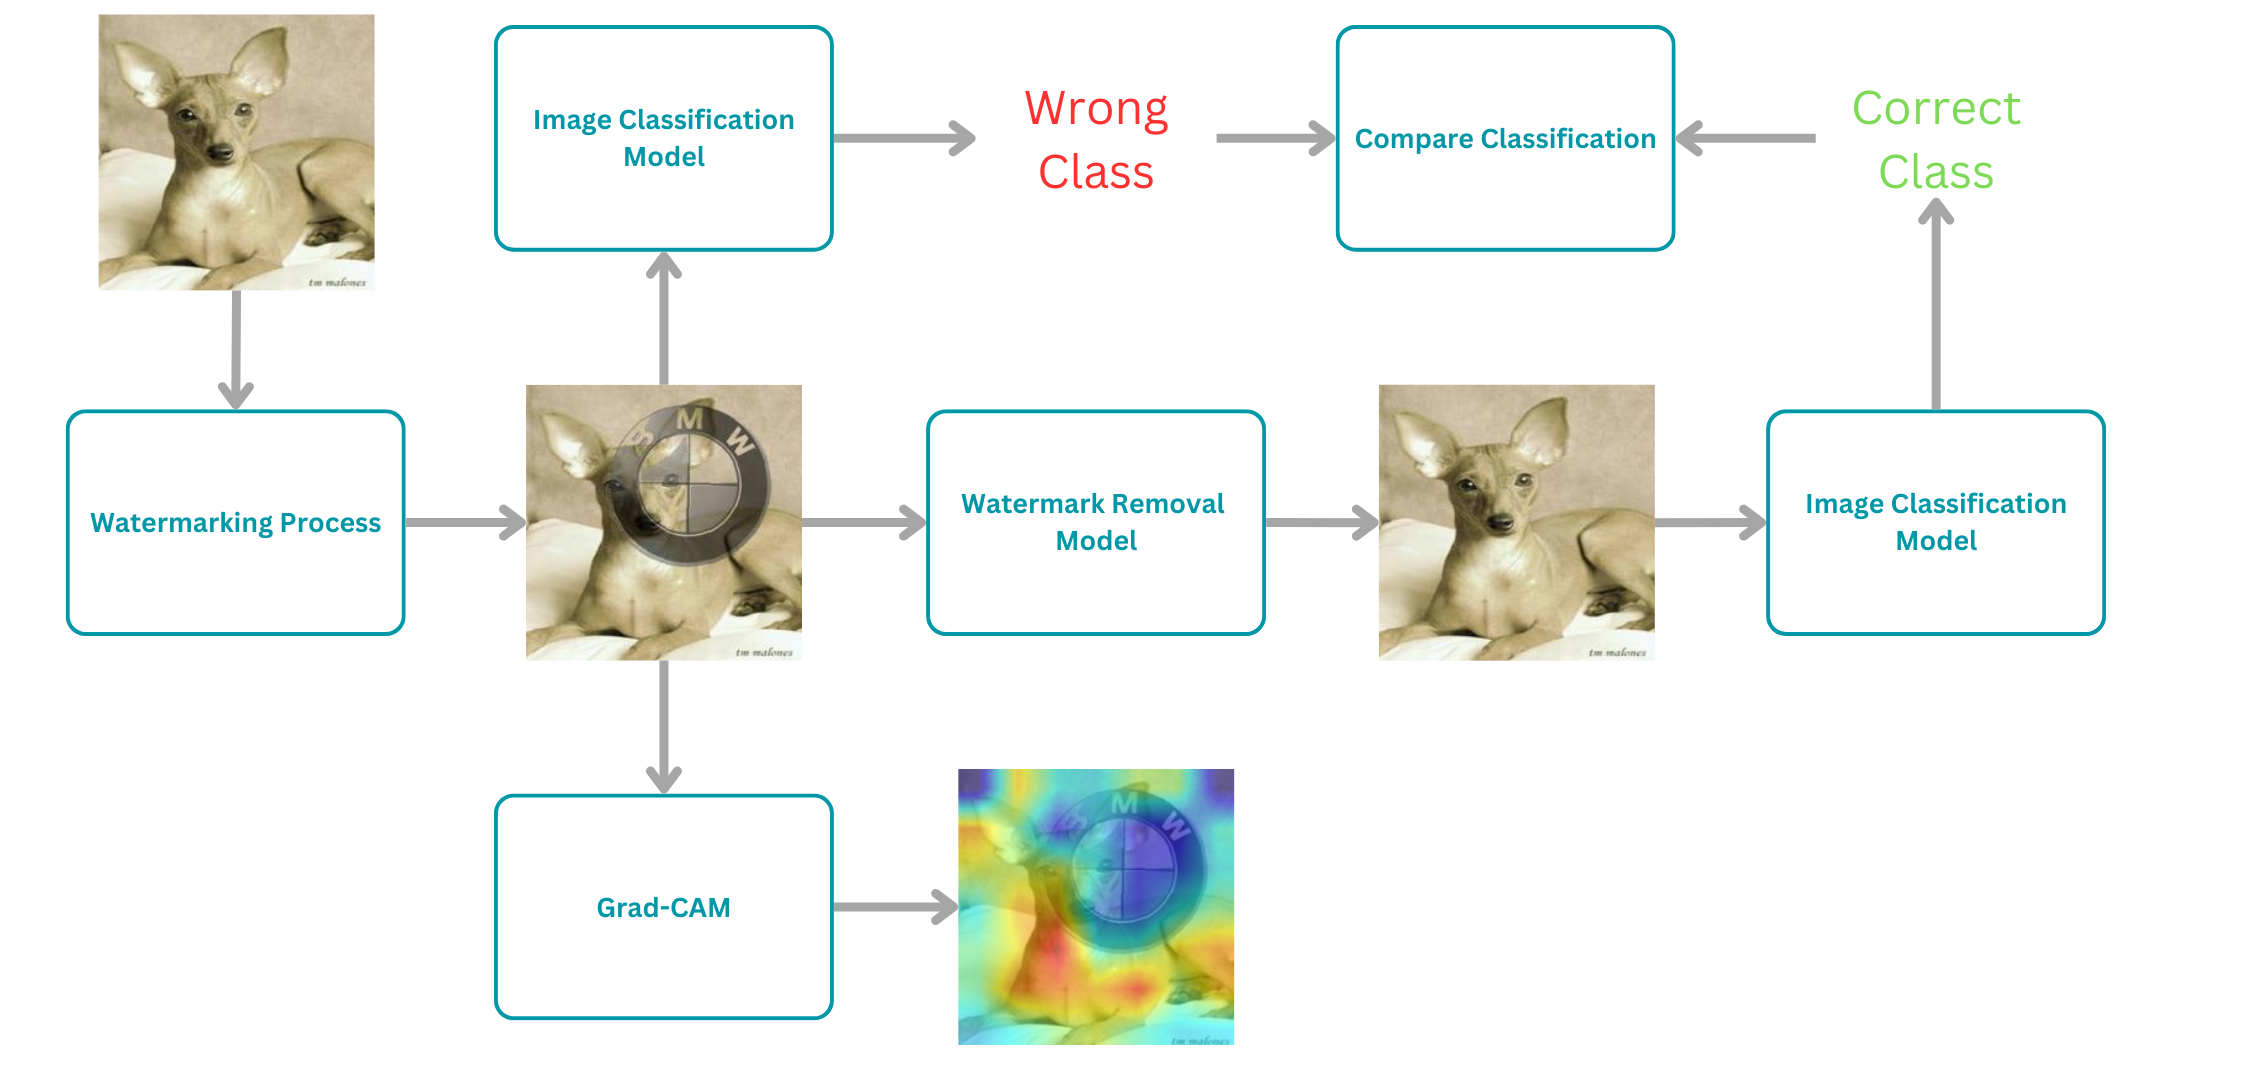 tm malones
Image Classification
Model
Wrong
Class
Compare Classification
Correct
Class
Watermarking Process
B M W
tm malones
Watermark Removal
Model
tm malones
Image Classification
Model
Grad-CAM
B M W
tm malones